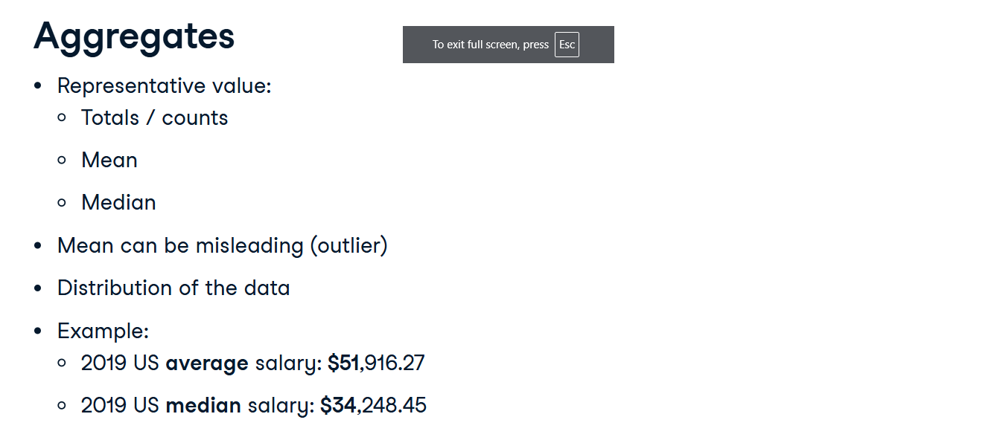 Aggregates
To exit full screen, press Esc
• Representative value:
◦ Totals / counts
◦ Mean
◦ Median
• Mean can be misleading (outlier)
• Distribution of the data
• Example:
◦ 2019 US average salary: $51,916.27
◦ 2019 US median salary: $34,248.45